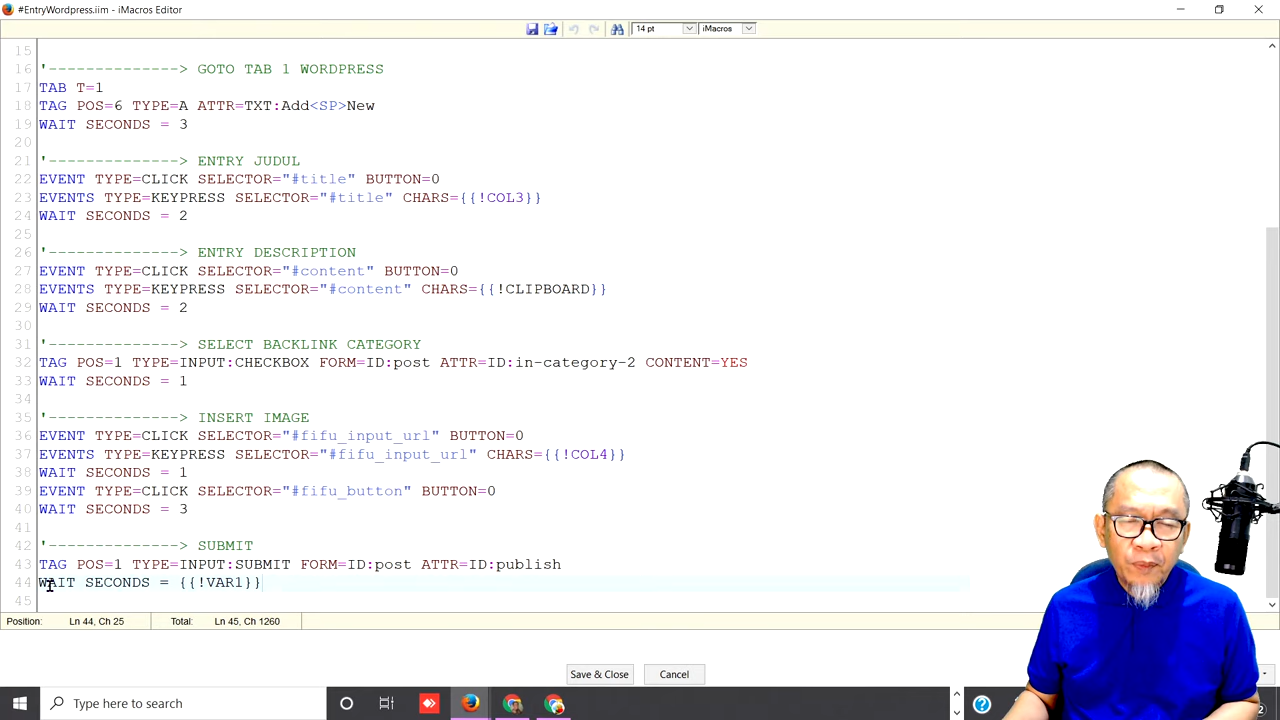 #EntryWordpress.iim - iMacros Editor
14 pt
iMacros
15
16 '--------------> GOTO TAB 1 WORDPRESS
17 TAB T=1
18 TAG POS=6 TYPE=A ATTR=TXT:Add<SP>New
19 WAIT SECONDS = 3
20
21 '--------------> ENTRY JUDUL
22 EVENT TYPE=CLICK SELECTOR="#title" BUTTON=0
23 EVENTS TYPE=KEYPRESS SELECTOR="#title" CHARS={{!COL3}}
24 WAIT SECONDS = 2
25
26 '--------------> ENTRY DESCRIPTION
27 EVENT TYPE=CLICK SELECTOR="#content" BUTTON=0
28 EVENTS TYPE=KEYPRESS SELECTOR="#content" CHARS={{!CLIPBOARD}}
29 WAIT SECONDS = 2
30
31 '--------------> SELECT BACKLINK CATEGORY
32 TAG POS=1 TYPE=INPUT:CHECKBOX FORM=ID:post ATTR=ID:in-category-2 CONTENT=YES
33 WAIT SECONDS = 1
34
35 '--------------> INSERT IMAGE
36 EVENT TYPE=CLICK SELECTOR="#fifu_input_url" BUTTON=0
37 EVENTS TYPE=KEYPRESS SELECTOR="#fifu_input_url" CHARS={{!COL4}}
38 WAIT SECONDS = 1
39 EVENT TYPE=CLICK SELECTOR="#fifu_button" BUTTON=0
40 WAIT SECONDS = 3
41
42 '--------------> SUBMIT
43 TAG POS=1 TYPE=INPUT:SUBMIT FORM=ID:post ATTR=ID:publish
44 WAIT SECONDS = {{!VAR1}}
45
Position: Ln 44, Ch 25 Total: Ln 45, Ch 1260
Save & Close Cancel
Type here to search